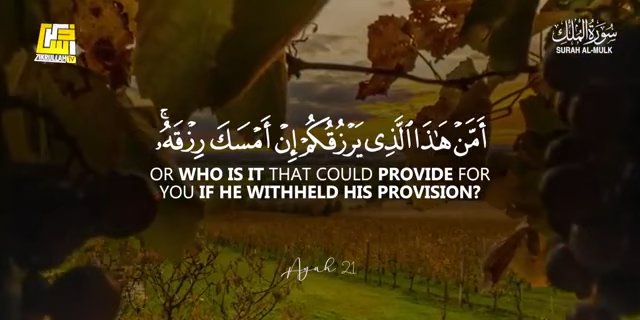 ZIKRULLAH TV
سُورَةُ الْمُلْك
SURAH AL-MULK
أَمَّنْ هَٰذَا ٱلَّذِى يَرْزُقُكُمْ إِنْ أَمْسَكَ رِزْقَهُۥ ۚ
OR WHO IS IT THAT COULD PROVIDE FOR
YOU IF HE WITHHELD HIS PROVISION?
Ayah 21